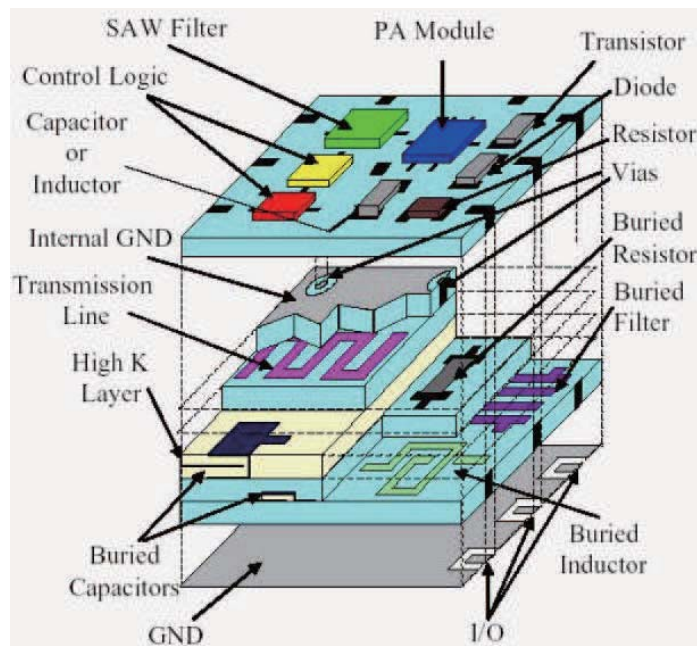 SAW Filter
PA Module
Transistor
Control Logic
Diode
Capacitor
or
Inductor
Resistor
Vias
Internal GND
Buried
Resistor
Transmission
Line
Buried
Filter
High K
Layer
Buried
Capacitors
Buried
Inductor
GND
I/O